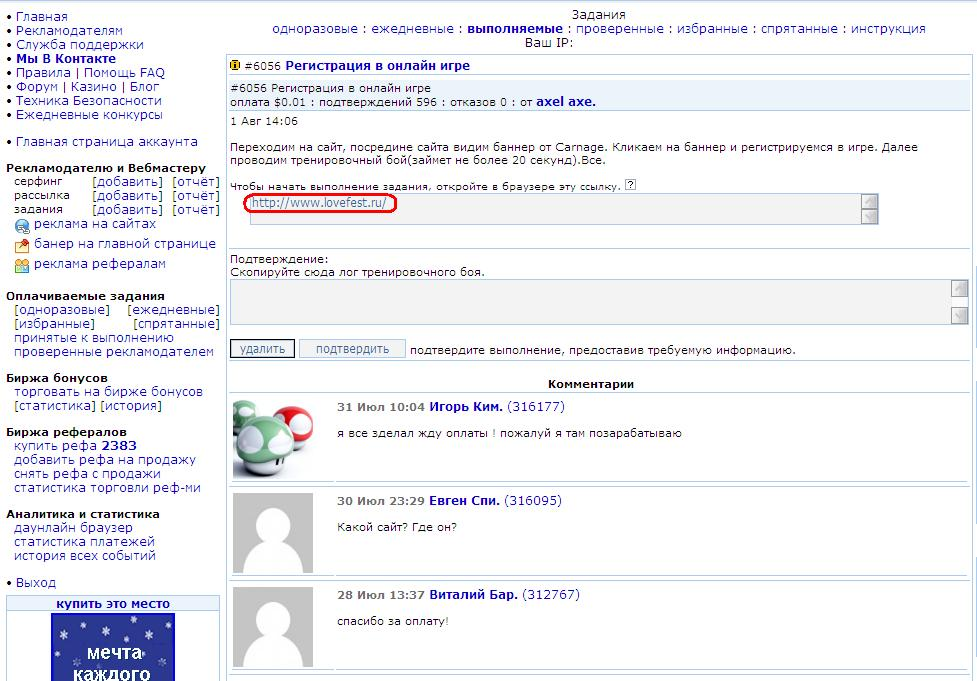 • Главная
• Рекламодателям
• Служба поддержки
• Мы В Контакте
• Правила | Помощь FAQ
• Форум | Казино | Блог
• Техника Безопасности
• Ежедневные конкурсы
• Главная страница аккаунта
Рекламодателю и Вебмастеру
серфинг [добавить] [отчёт]
рассылка [добавить] [отчёт]
задания [добавить] [отчёт]
реклама на сайтах
банер на главной странице
реклама рефералам
Оплачиваемые задания
[одноразовые] [ежедневные]
[избранные] [спрятанные]
принятые к выполнению
проверенные рекламодателем
Биржа бонусов
торговать на бирже бонусов
[статистика] [история]
Биржа рефералов
купить рефа 2383
добавить рефа на продажу
снять рефа с продажи
статистика торговли реф-ми
Аналитика и статистика
даунлайн браузер
статистика платежей
история всех событий
• Выход
купить это место
мечта
каждого
Задания
одноразовые : ежедневные : выполняемые : проверенные : избранные : спрятанные : инструкция
Ваш IP:
#6056 Регистрация в онлайн игре
#6056 Регистрация в онлайн игре
оплата $0.01 : подтверждений 596 : отказов 0 : от axel axe.
1 Авг 14:06
Переходим на сайт, посредине сайта видим баннер от Carnage. Кликаем на баннер и регистрируемся в игре. Далее
проводим тренировочный бой(займет не более 20 секунд).Все.
Чтобы начать выполнение задания, откройте в браузере эту ссылку. ?
http://www.lovefest.ru/
Подтверждение:
Скопируйте сюда лог тренировочного боя.
удалить подтвердить подтвердите выполнение, предоставив требуемую информацию.
Комментарии
31 Июл 10:04 Игорь Ким. (316177)
я все зделал жду оплаты ! пожалуй я там позарабатываю
30 Июл 23:29 Евген Спи. (316095)
Какой сайт? Где он?
28 Июл 13:37 Виталий Бар. (312767)
спасибо за оплату!